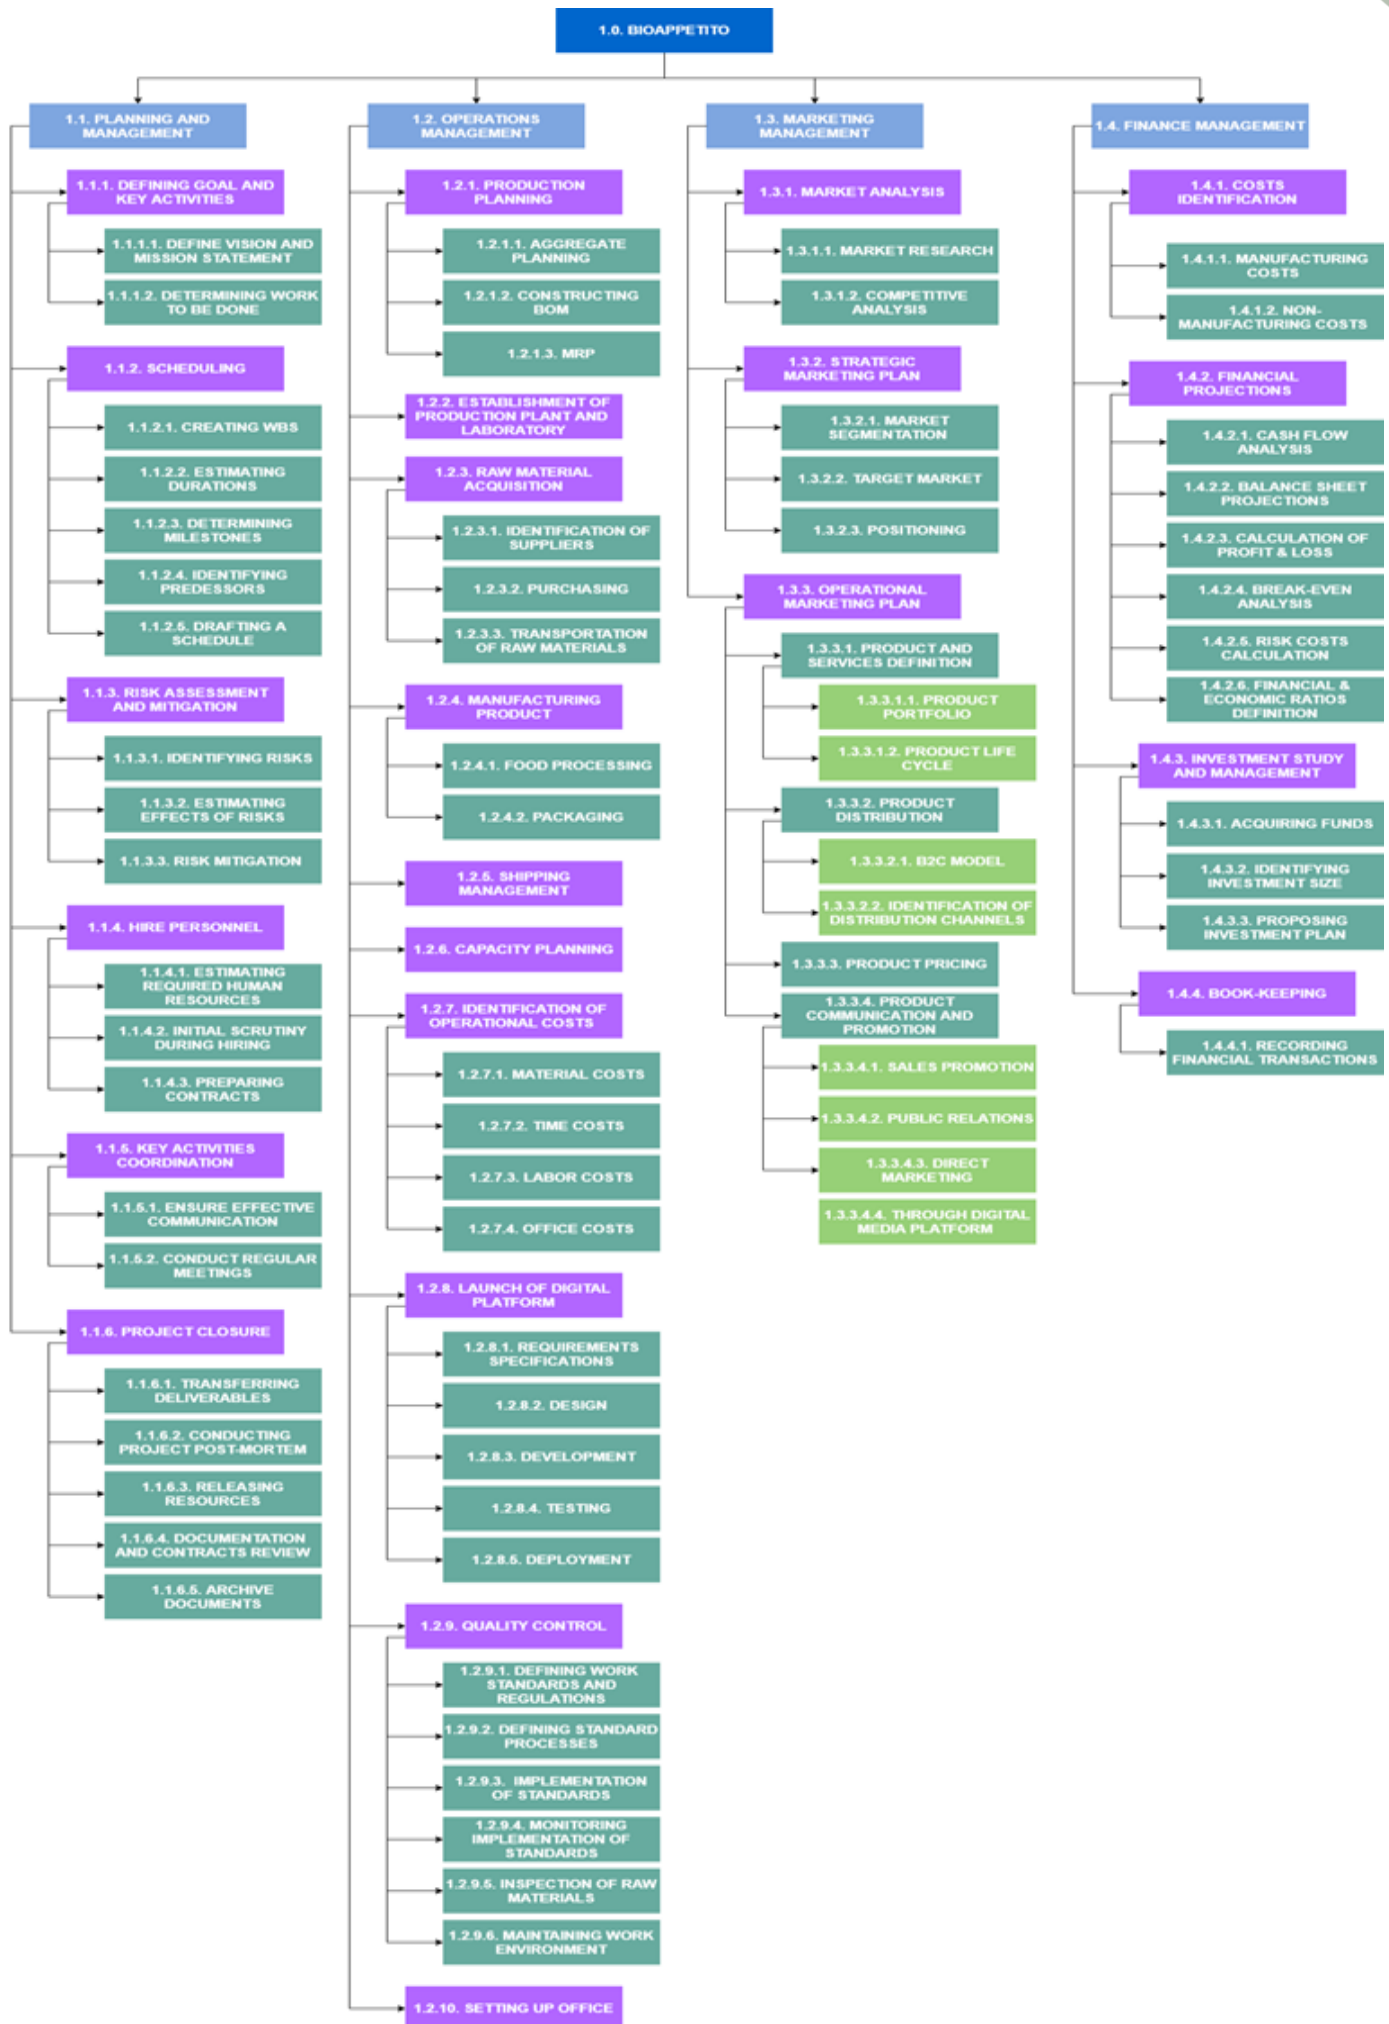 1.0. BIOAPPETITO
1.1. PLANNING AND
MANAGEMENT
1.1.1. DEFINING GOAL AND
KEY ACTIVITIES
1.1.1.1. DEFINE VISION AND
MISSION STATEMENT
1.1.1.2. DETERMINING WORK
TO BE DONE
1.1.2. SCHEDULING
1.1.2.1. CREATING WBS
1.1.2.2. ESTIMATING
DURATIONS
1.1.2.3. DETERMINING
MILESTONES
1.1.2.4. IDENTIFYING
PREDESSORS
1.1.2.5. DRAFTING A
SCHEDULE
1.1.3. RISK ASSESSMENT
AND MITIGATION
1.1.3.1. IDENTIFYING RISKS
1.1.3.2. ESTIMATING
EFFECTS OF RISKS
1.1.3.3. RISK MITIGATION
1.1.4. HIRE PERSONNEL
1.1.4.1. ESTIMATING
REQUIRED HUMAN
RESOURCES
1.1.4.2. INITIAL SCRUTINY
DURING HIRING
1.1.4.3. PREPARING
CONTRACTS
1.1.5. KEY ACTIVITIES
COORDINATION
1.1.5.1. ENSURE EFFECTIVE
COMMUNICATION
1.1.5.2. CONDUCT REGULAR
MEETINGS
1.1.6. PROJECT CLOSURE
1.1.6.1. TRANSFERRING
DELIVERABLES
1.1.6.2. CONDUCTING
PROJECT POST-MORTEM
1.1.6.3. RELEASING
RESOURCES
1.1.6.4. DOCUMENTATION
AND CONTRACTS REVIEW
1.1.6.5. ARCHIVE
DOCUMENTS
1.2. OPERATIONS
MANAGEMENT
1.2.1. PRODUCTION
PLANNING
1.2.1.1. AGGREGATE
PLANNING
1.2.1.2. CONSTRUCTING
BOM
1.2.1.3. MRP
1.2.2. ESTABLISHMENT OF
PRODUCTION PLANT AND
LABORATORY
1.2.3. RAW MATERIAL
ACQUISITION
1.2.3.1. IDENTIFICATION OF
SUPPLIERS
1.2.3.2. PURCHASING
1.2.3.3. TRANSPORTATION
OF RAW MATERIALS
1.2.4. MANUFACTURING
PRODUCT
1.2.4.1. FOOD PROCESSING
1.2.4.2. PACKAGING
1.2.5. SHIPPING
MANAGEMENT
1.2.6. CAPACITY PLANNING
1.2.7. IDENTIFICATION OF
OPERATIONAL COSTS
1.2.7.1. MATERIAL COSTS
1.2.7.2. TIME COSTS
1.2.7.3. LABOR COSTS
1.2.7.4. OFFICE COSTS
1.2.8. LAUNCH OF DIGITAL
PLATFORM
1.2.8.1. REQUIREMENTS
SPECIFICATIONS
1.2.8.2. DESIGN
1.2.8.3. DEVELOPMENT
1.2.8.4. TESTING
1.2.8.5. DEPLOYMENT
1.2.9. QUALITY CONTROL
1.2.9.1. DEFINING WORK
STANDARDS AND
REGULATIONS
1.2.9.2. DEFINING STANDARD
PROCESSES
1.2.9.3. IMPLEMENTATION
OF STANDARDS
1.2.9.4. MONITORING
IMPLEMENTATION OF
STANDARDS
1.2.9.5. INSPECTION OF RAW
MATERIALS
1.2.9.6. MAINTAINING WORK
ENVIRONMENT
1.2.10. SETTING UP OFFICE
1.3. MARKETING
MANAGEMENT
1.3.1. MARKET ANALYSIS
1.3.1.1. MARKET RESEARCH
1.3.1.2. COMPETITIVE
ANALYSIS
1.3.2. STRATEGIC
MARKETING PLAN
1.3.2.1. MARKET
SEGMENTATION
1.3.2.2. TARGET MARKET
1.3.2.3. POSITIONING
1.3.3. OPERATIONAL
MARKETING PLAN
1.3.3.1. PRODUCT AND
SERVICES DEFINITION
1.3.3.1.1. PRODUCT
PORTFOLIO
1.3.3.1.2. PRODUCT LIFE
CYCLE
1.3.3.2. PRODUCT
DISTRIBUTION
1.3.3.2.1. B2C MODEL
1.3.3.2.2. IDENTIFICATION OF
DISTRIBUTION CHANNELS
1.3.3.3. PRODUCT PRICING
1.3.3.4. PRODUCT
COMMUNICATION AND
PROMOTION
1.3.3.4.1. SALES PROMOTION
1.3.3.4.2. PUBLIC RELATIONS
1.3.3.4.3. DIRECT
MARKETING
1.3.3.4.4. THROUGH DIGITAL
MEDIA PLATFORM
1.4. FINANCE MANAGEMENT
1.4.1. COSTS
IDENTIFICATION
1.4.1.1. MANUFACTURING
COSTS
1.4.1.2. NON-
MANUFACTURING COSTS
1.4.2. FINANCIAL
PROJECTIONS
1.4.2.1. CASH FLOW
ANALYSIS
1.4.2.2. BALANCE SHEET
PROJECTIONS
1.4.2.3. CALCULATION OF
PROFIT & LOSS
1.4.2.4. BREAK-EVEN
ANALYSIS
1.4.2.5. RISK COSTS
CALCULATION
1.4.2.6. FINANCIAL &
ECONOMIC RATIOS
DEFINITION
1.4.3. INVESTMENT STUDY
AND MANAGEMENT
1.4.3.1. ACQUIRING FUNDS
1.4.3.2. IDENTIFYING
INVESTMENT SIZE
1.4.3.3. PROPOSING
INVESTMENT PLAN
1.4.4. BOOK-KEEPING
1.4.4.1. RECORDING
FINANCIAL TRANSACTIONS